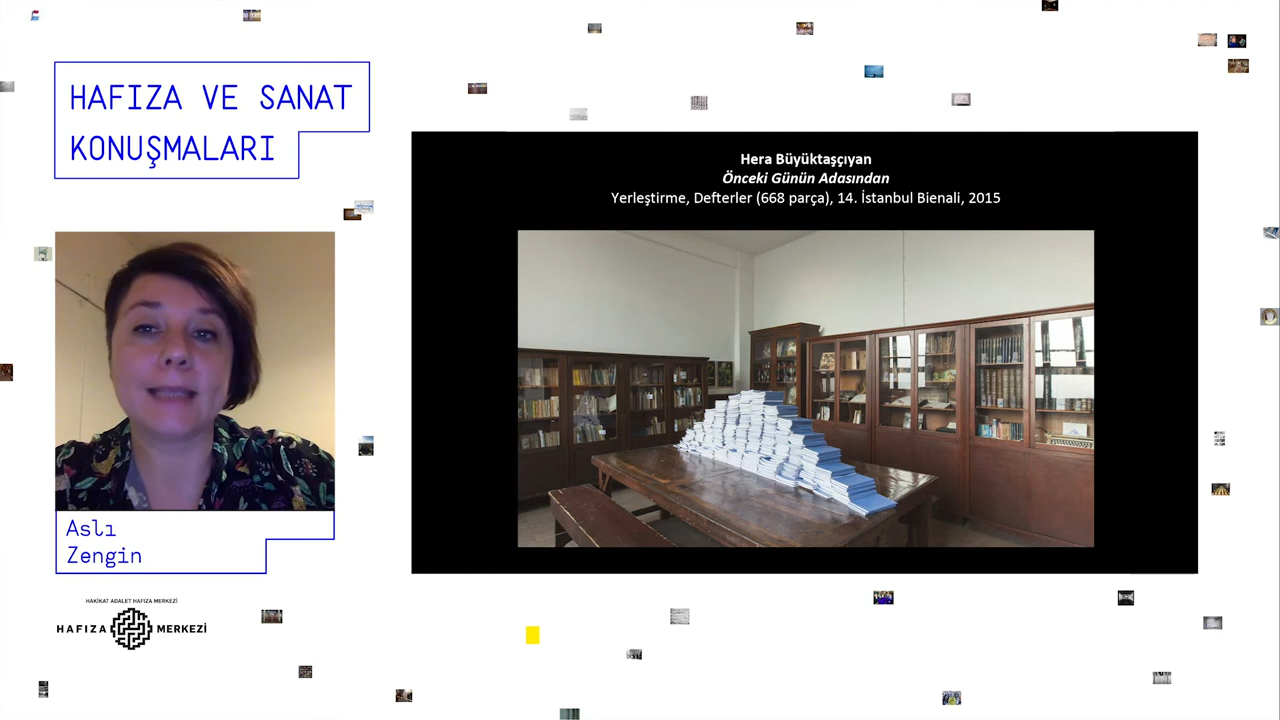 HAFIZA VE SANAT
KONUŞMALARI
Hera Büyüktaşçıyan
Önceki Günün Adasından
Yerleştirme, Defterler (668 parça), 14. İstanbul Bienali, 2015
Aslı
Zengin
HAKİKAT ADALET HAFIZA MERKEZİ
HAFIZA MERKEZİ